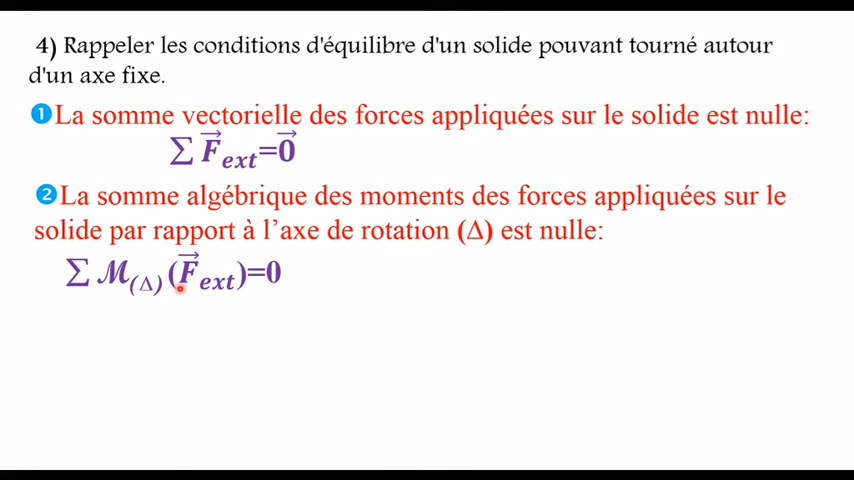 4) Rappeler les conditions d'équilibre d'un solide pouvant tourné autour
d'un axe fixe.
❶La somme vectorielle des forces appliquées sur le solide est nulle:
∑ F⃗ₑₓₜ=0⃗
❷La somme algébrique des moments des forces appliquées sur le
solide par rapport à l’axe de rotation (Δ) est nulle:
∑ ℳ₍Δ₎(F⃗ₑₓₜ)=0